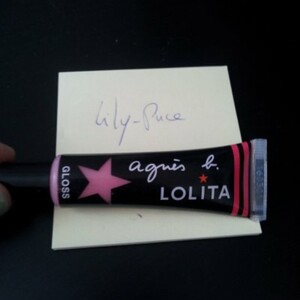 Lily-Puce
agnès b.
LOLITA
GLOSS